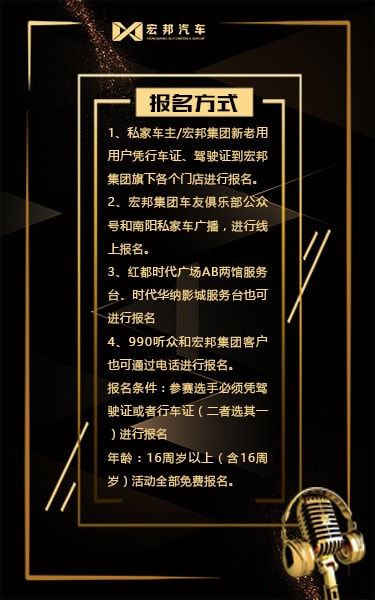 宏邦汽车
HONGBANG AUTOMOBILE GROUP
报名方式
1、私家车主/宏邦集团新老用
用户凭行车证、驾驶证到宏邦
集团旗下各个门店进行报名。
2、宏邦集团车友俱乐部公众
号和南阳私家车广播，进行线
上报名。
3、红都时代广场AB两馆服务
台、时代华纳影城服务台也可
进行报名
4、990听众和宏邦集团客户
也可通过电话进行报名。
报名条件：参赛选手必须凭驾
驶证或者行车证（二者选其一
）进行报名
年龄：16周岁以上（含16周
岁）活动全部免费报名。